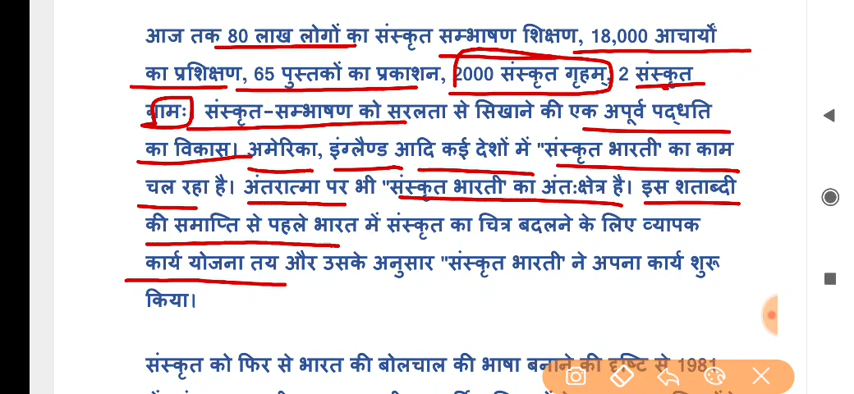 आज तक 80 लाख लोगों का संस्कृत सम्भाषण शिक्षण, 18,000 आचार्यों
का प्रशिक्षण, 65 पुस्तकों का प्रकाशन, 2000 संस्कृत गृहम्, 2 संस्कृत
ग्रामः संस्कृत-सम्भाषण को सरलता से सिखाने की एक अपूर्व पद्धति
का विकास। अमेरिका, इंग्लैण्ड आदि कई देशों में "संस्कृत भारती' का काम
चल रहा है। अंतरात्मा पर भी "संस्कृत भारती' का अंतःक्षेत्र है। इस शताब्दी
की समाप्ति से पहले भारत में संस्कृत का चित्र बदलने के लिए व्यापक
कार्य योजना तय और उसके अनुसार "संस्कृत भारती' ने अपना कार्य शुरू
किया।
संस्कृत को फिर से भारत की बोलचाल की भाषा बनाने की दृष्टि से 1981